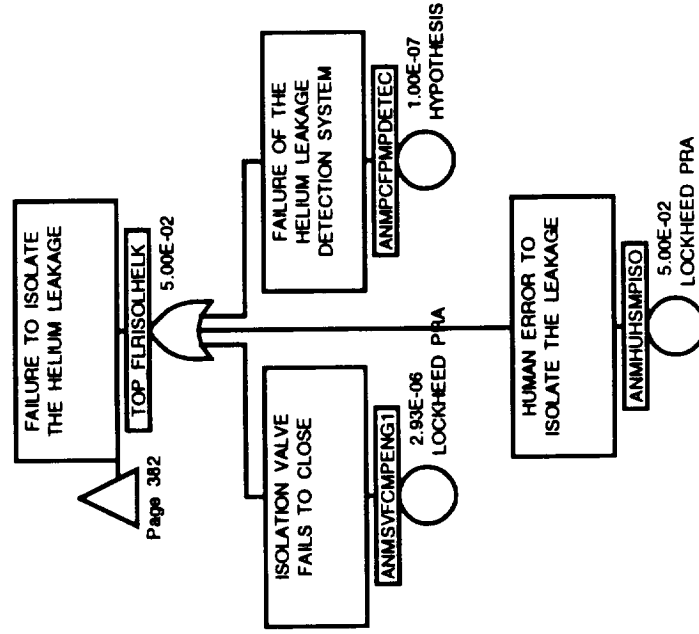 FAILURE TO ISOLATE
THE HELIUM LEAKAGE
TOP FLRISOLHELK
5.00E-02
Page 382
ISOLATION VALVE
FAILS TO CLOSE
ANMSVFCMPENG1
2.93E-06
LOCKHEED PRA
FAILURE OF THE
HELIUM LEAKAGE
DETECTION SYSTEM
ANMPCFPMPDETEC
1.00E-07
HYPOTHESIS
HUMAN ERROR TO
ISOLATE THE LEAKAGE
ANMHUHSMPISO
5.00E-02
LOCKHEED PRA